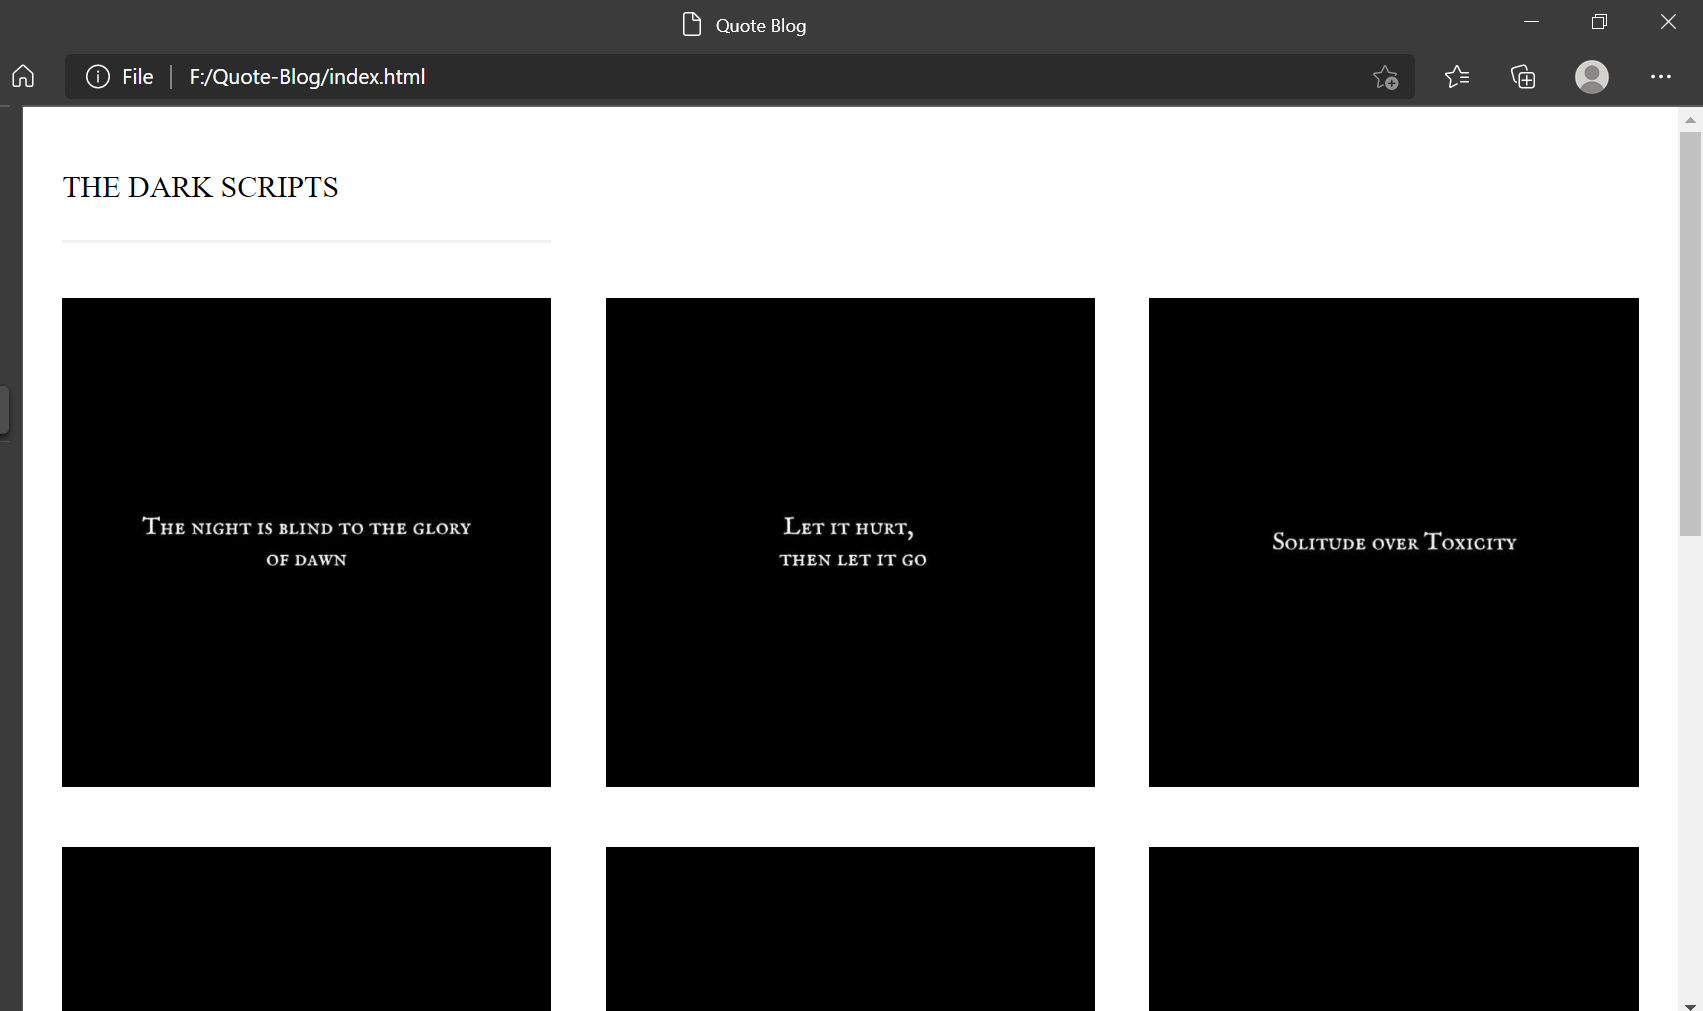 Quote Blog
File F:/Quote-Blog/index.html
THE DARK SCRIPTS
The night is blind to the glory
of dawn
Let it hurt,
then let it go
Solitude over Toxicity